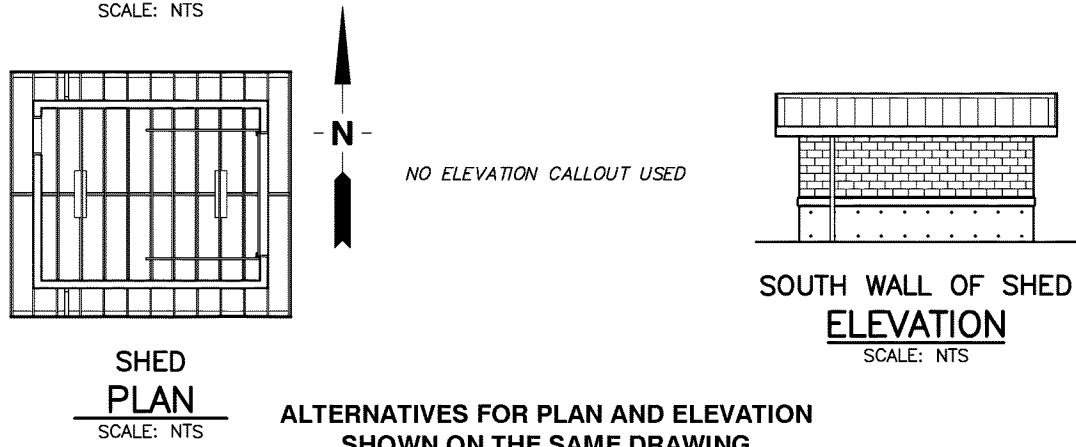 SCALE: NTS
N
NO ELEVATION CALLOUT USED
SOUTH WALL OF SHED
ELEVATION
SCALE: NTS
SHED
PLAN
SCALE: NTS
ALTERNATIVES FOR PLAN AND ELEVATION
SHOWN ON THE SAME DRAWING